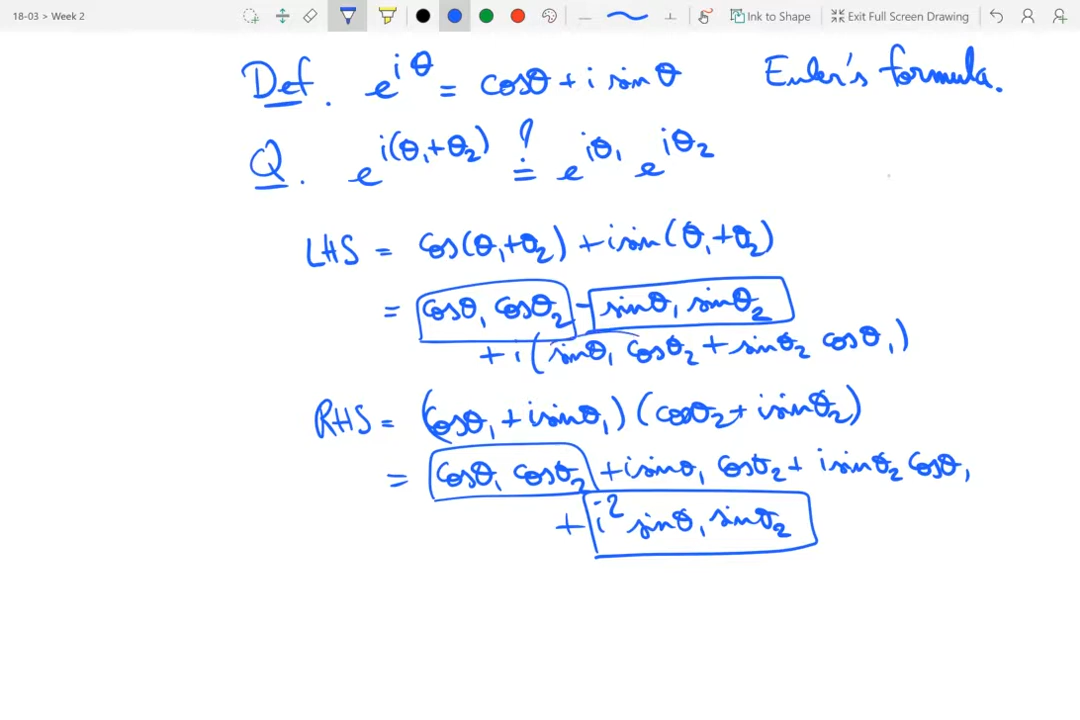 18-03 > Week 2
Ink to Shape
Exit Full Screen Drawing
Def. e^{iθ} = cosθ + i sinθ Euler's formula.
Q. e^{i(θ₁+θ₂)} ≟ e^{iθ₁} e^{iθ₂}
LHS = cos(θ₁+θ₂) + i sin(θ₁+θ₂)
= cosθ₁ cosθ₂ - sinθ₁ sinθ₂
+ i(sinθ₁ cosθ₂ + sinθ₂ cosθ₁)
RHS = (cosθ₁ + i sinθ₁)(cosθ₂ + i sinθ₂)
= cosθ₁ cosθ₂ + i sinθ₁ cosθ₂ + i sinθ₂ cosθ₁
+ i² sinθ₁ sinθ₂